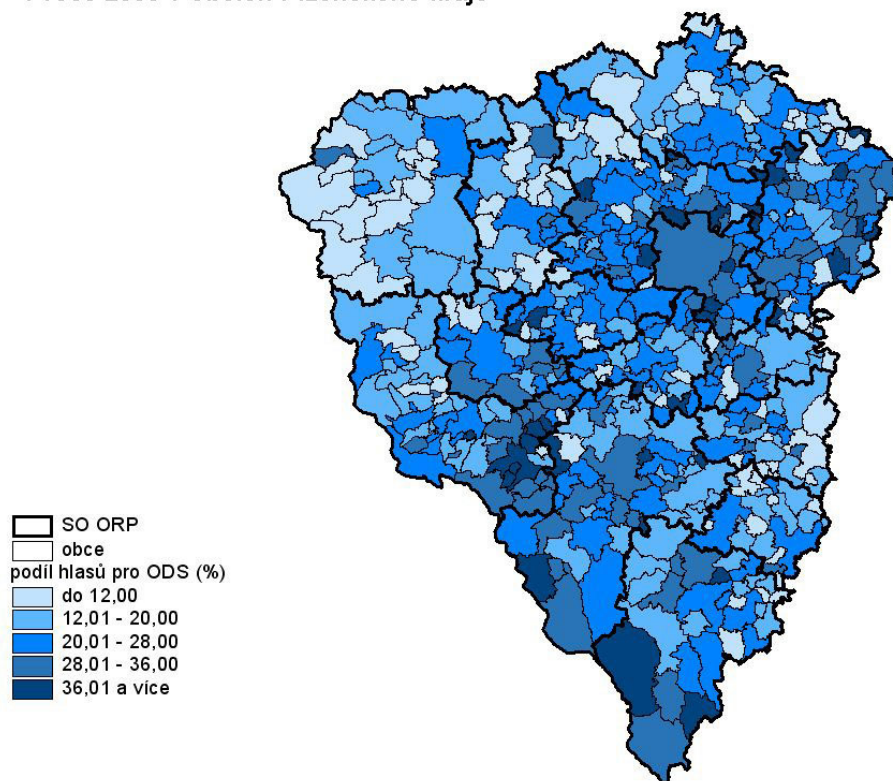 SO ORP
obce
podíl hlasů pro ODS (%)
do 12,00
12,01 - 20,00
20,01 - 28,00
28,01 - 36,00
36,01 a více